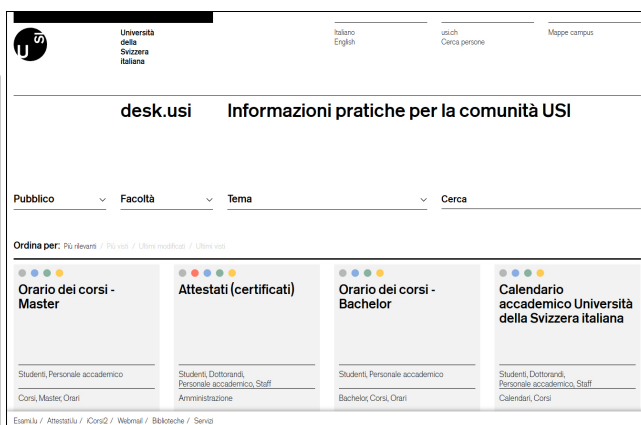 U SI
Università
della
Svizzera
italiana
Italiano
English
usi.ch
Cerca persone
Mappe campus
desk.usi
Informazioni pratiche per la comunità USI
Pubblico
Facoltà
Tema
Cerca
Ordina per: Più rilevanti / Più visti / Ultimi modificati / Ultimi visti
Orario dei corsi -
Master
Studenti, Personale accademico
Corsi, Master, Orari
Attestati (certificati)
Studenti, Dottorandi,
Personale accademico, Staff
Amministrazione
Orario dei corsi -
Bachelor
Studenti, Personale accademico
Bachelor, Corsi, Orari
Calendario
accademico Università
della Svizzera italiana
Studenti, Dottorandi,
Personale accademico, Staff
Calendari, Corsi
Esami.lu / Attestati.lu / iCorsi2 / Webmail / Biblioteche / Servizi